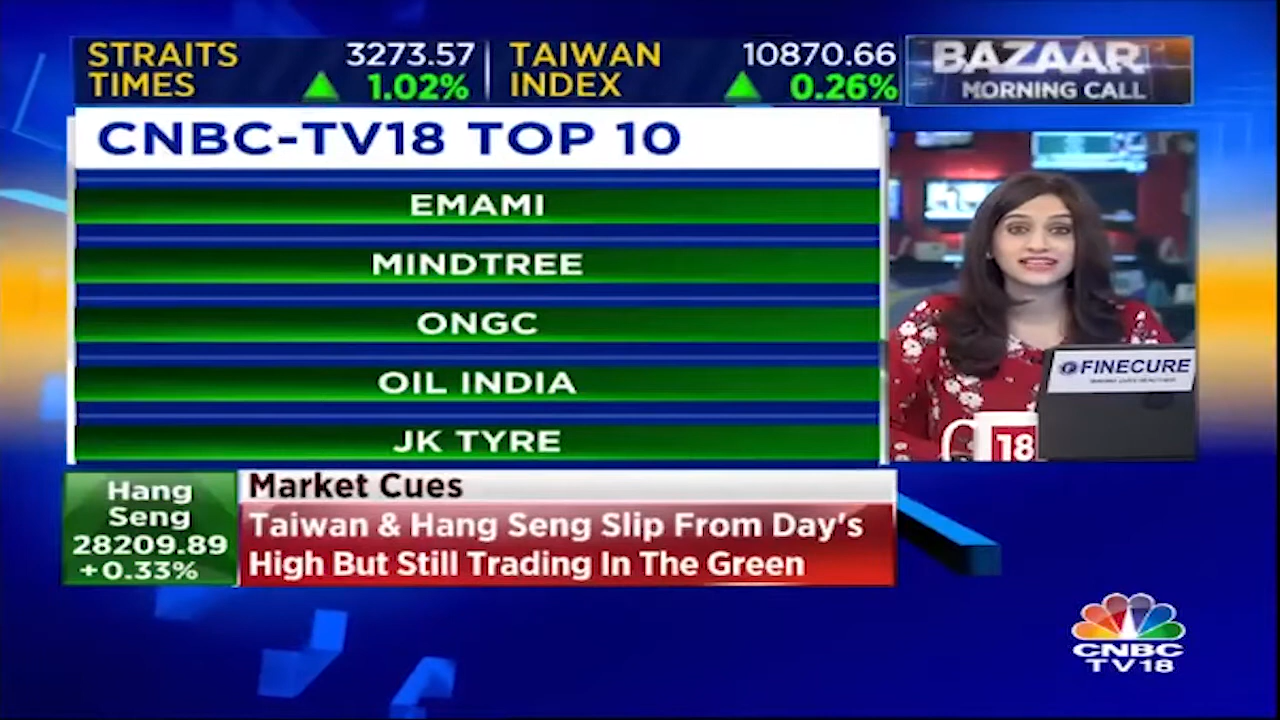 STRAITS TIMES 3273.57 1.02%
TAIWAN INDEX 10870.66 0.26%
BAZAAR
MORNING CALL
CNBC-TV18 TOP 10
EMAMI
MINDTREE
ONGC
OIL INDIA
JK TYRE
FINECURE
18
Hang
Seng
28209.89
+0.33%
Market Cues
Taiwan & Hang Seng Slip From Day's
High But Still Trading In The Green
CNBC
TV18